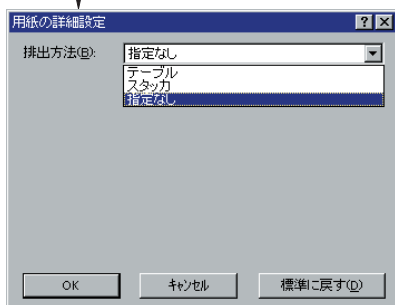 用紙の詳細設定
排出方法(B): 指定なし
テーブル
スタッカ
指定なし
OK キャンセル 標準に戻す(D)